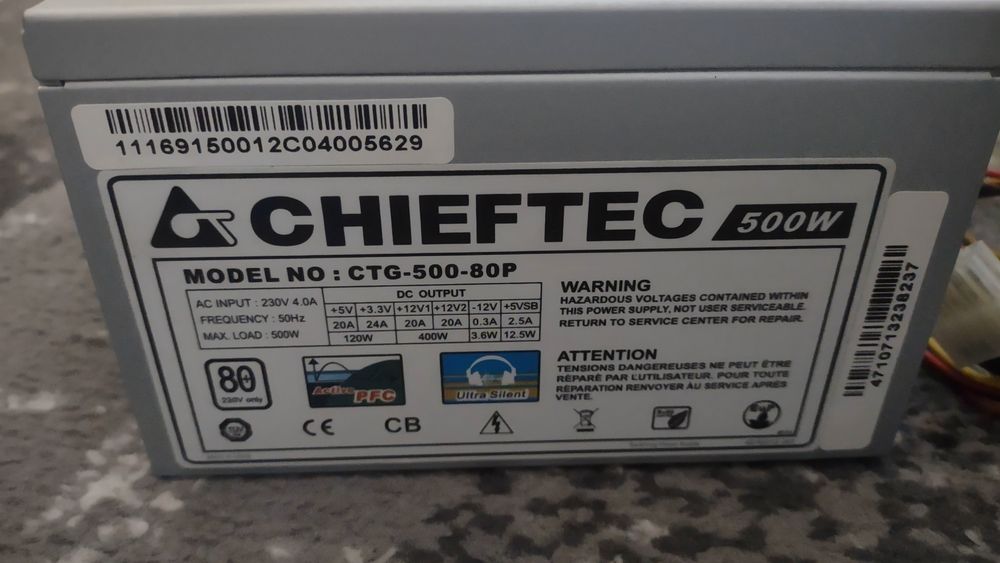 11169150012C04005629
CHIEFTEC 500W
MODEL NO : CTG-500-80P
AC INPUT : 230V 4.0A
FREQUENCY : 50Hz
MAX. LOAD : 500W
DC OUTPUT
+5V +3.3V +12V1 +12V2 -12V +5VSB
20A 24A 20A 20A 0.3A 2.5A
120W 400W 3.6W 12.5W
WARNING
HAZARDOUS VOLTAGES CONTAINED WITHIN
THIS POWER SUPPLY, NOT USER SERVICEABLE.
RETURN TO SERVICE CENTER FOR REPAIR.
ATTENTION
TENSIONS DANGEREUSES NE PEUT ÊTRE
RÉPARÉ PAR L'UTILISATEUR. POUR TOUTE
RÉPARATION RENVOYER AU SERVICE APRÈS
VENTE.
80
230V only
Active PFC
Ultra Silent
CE
CB
4710713238237